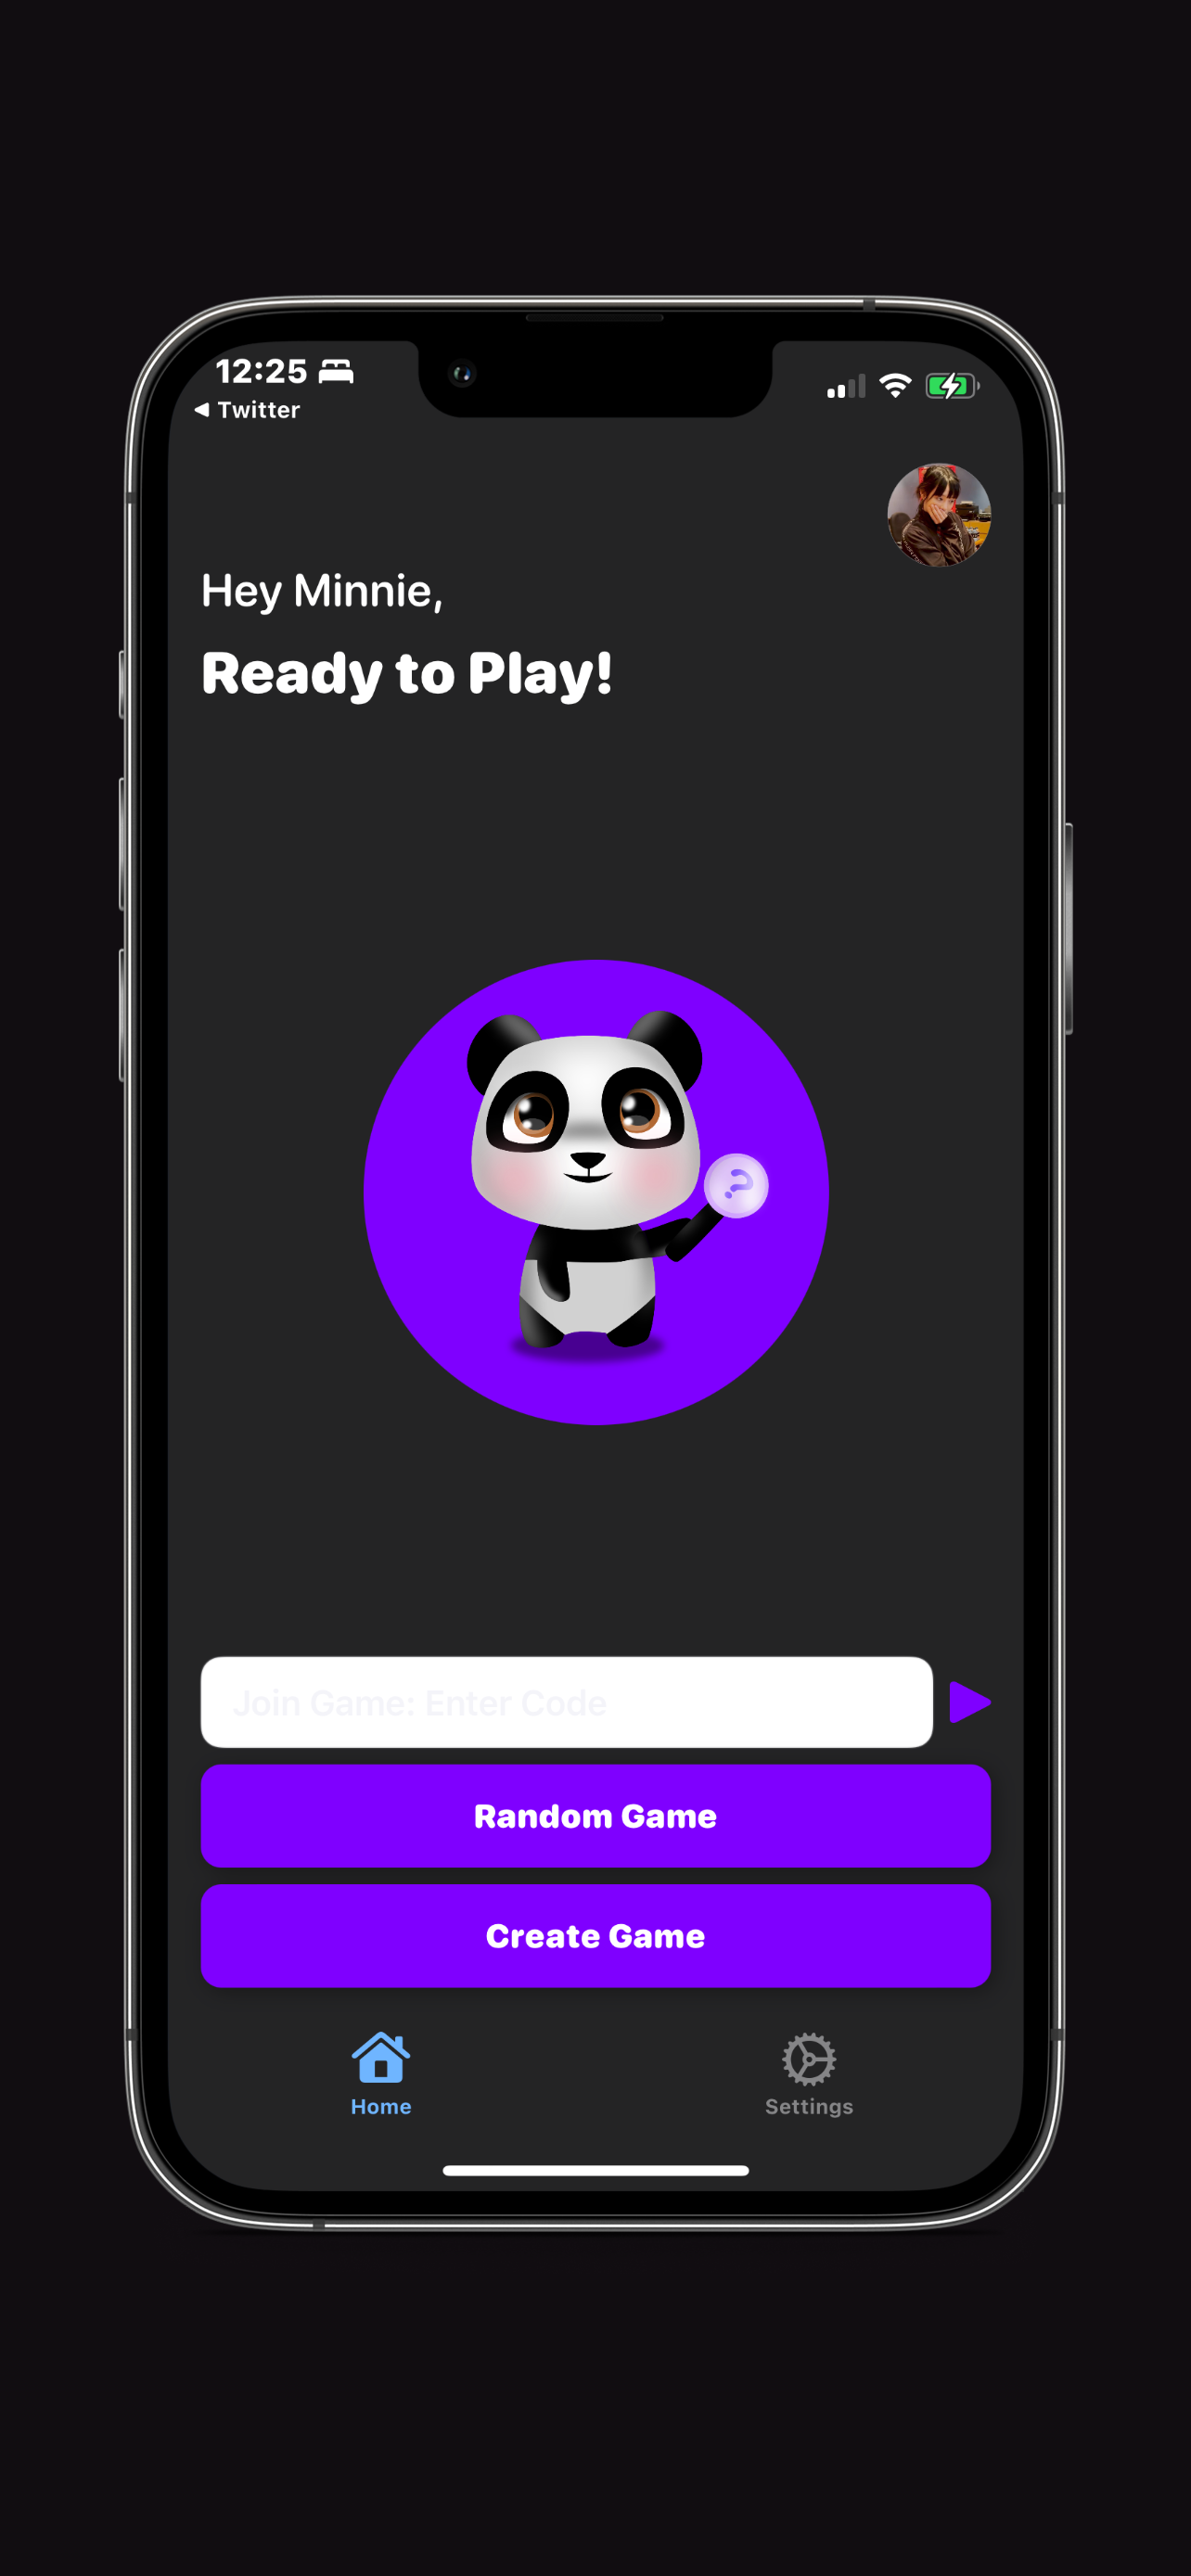 12:25
Twitter
Hey Minnie,
Ready to Play!
?
Join Game: Enter Code
Random Game
Create Game
Home
Settings